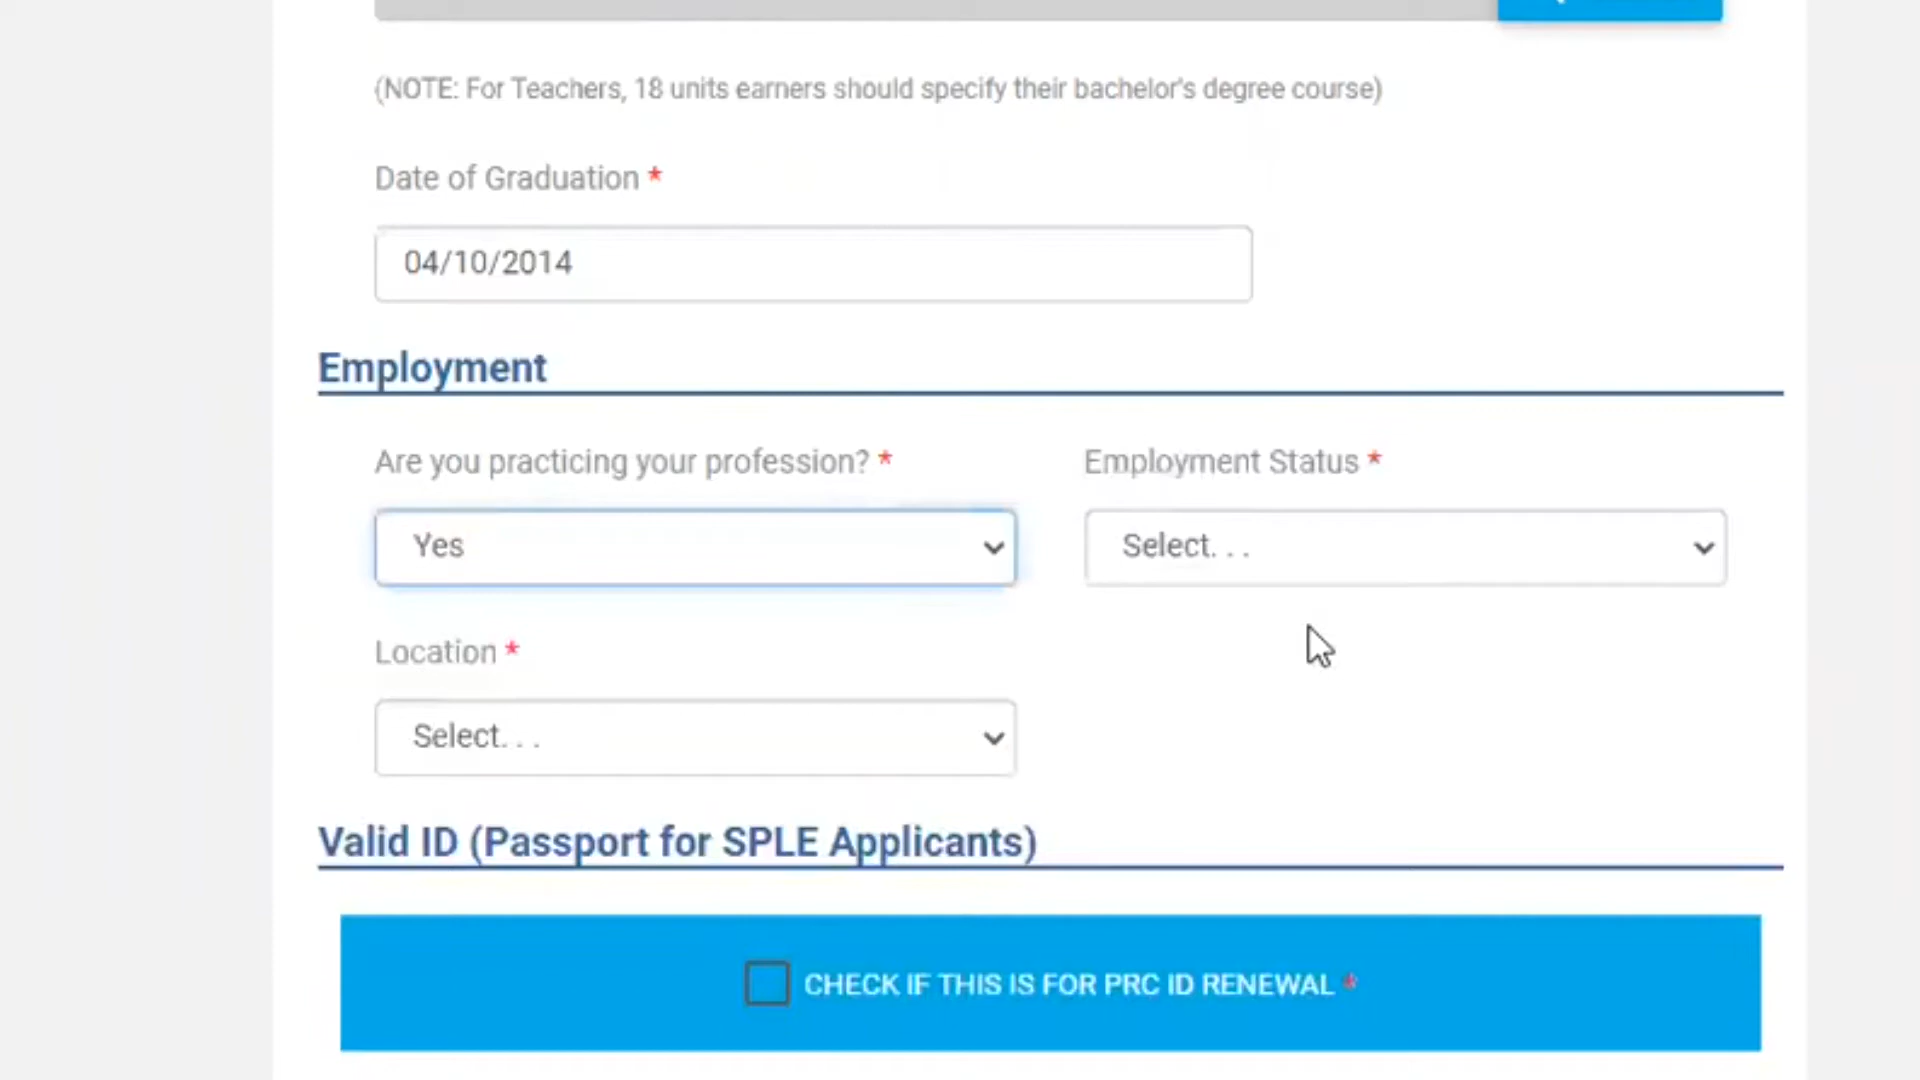 (NOTE: For Teachers, 18 units earners should specify their bachelor's degree course)
Date of Graduation *
04/10/2014
Employment
Are you practicing your profession? *
Employment Status *
Yes
Select. . .
Location *
Select. . .
Valid ID (Passport for SPLE Applicants)
CHECK IF THIS IS FOR PRC ID RENEWAL *